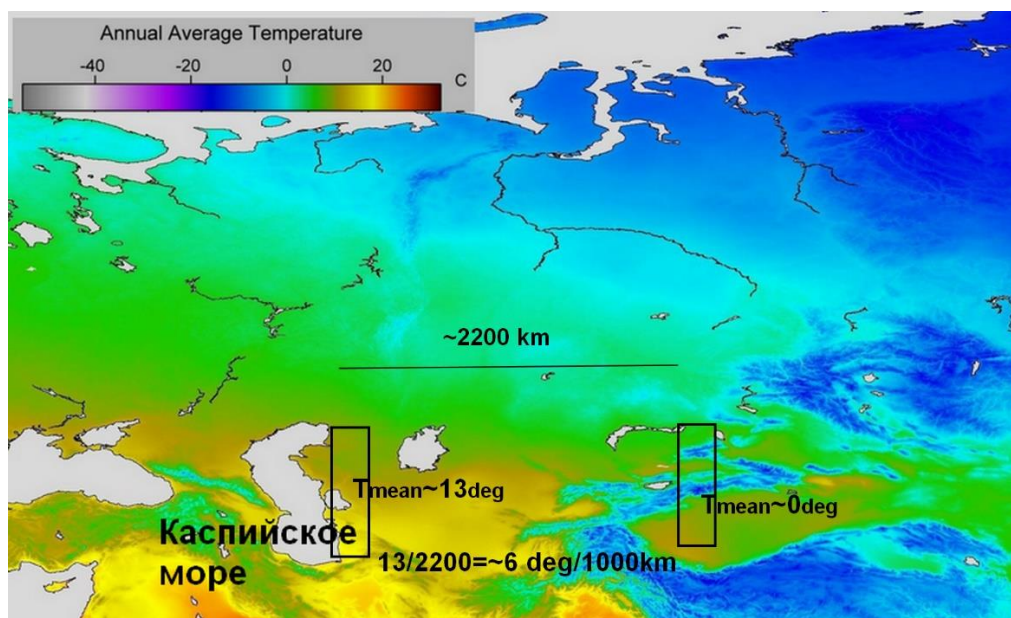 Annual Average Temperature
-40 -20 0 20 C
~2200 km
Tmean~13deg
Tmean~0deg
Каспийское
море
13/2200=~6 deg/1000km